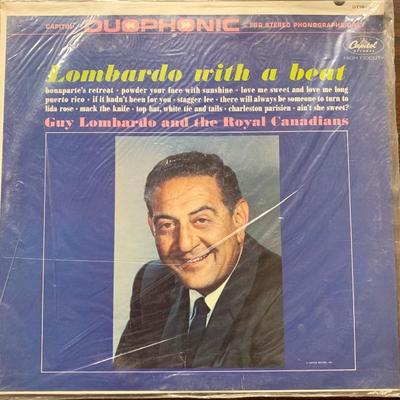 CAPITOL DUOPHONIC FOR STEREO PHONOGRAPHS ONLY
Capitol
RECORDS
HIGH FIDELITY
Lombardo with a beat
bonaparte's retreat • powder your face with sunshine • love me sweet and love me long
puerto rico • if it hadn't been for you • stagger lee • there will always be someone to turn to
lida rose • mack the knife • top hat, white tie and tails • charleston parisien • ain't she sweet?
Guy Lombardo and the Royal Canadians